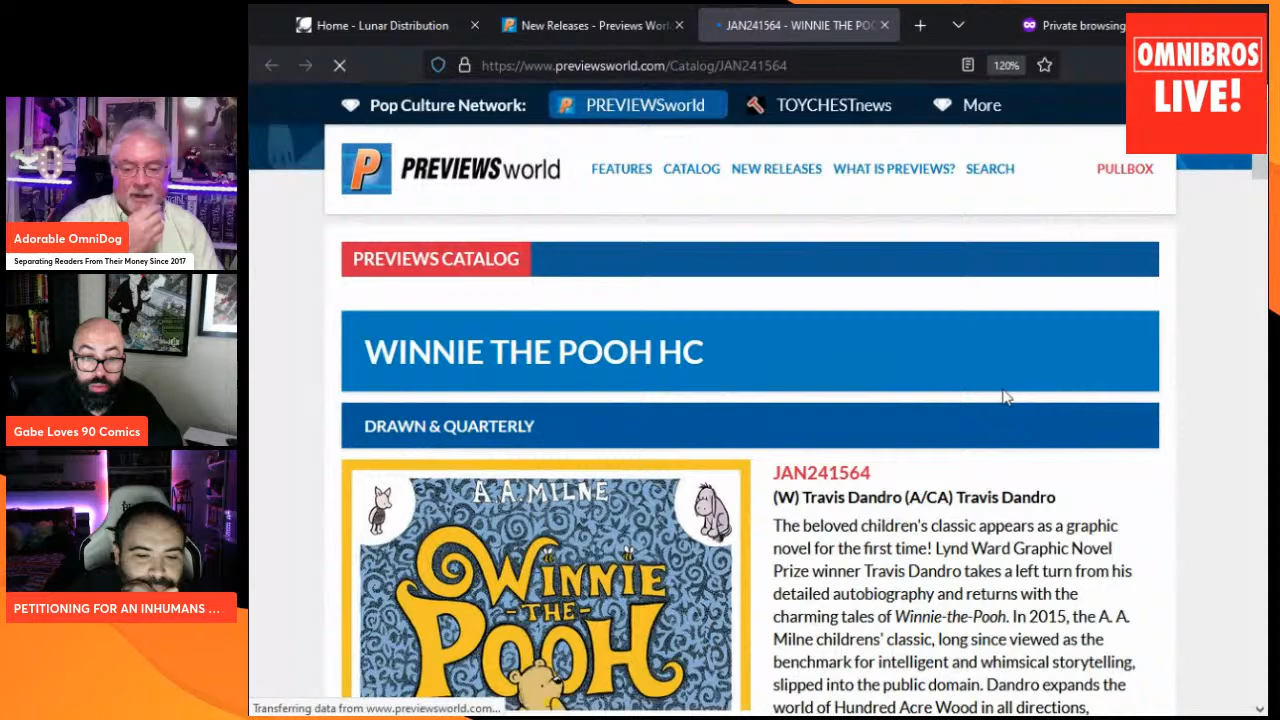 Home - Lunar Distribution
New Releases - Previews Worl
JAN241564 - WINNIE THE POO
Private browsing
https://www.previewsworld.com/Catalog/JAN241564
120%
OMNIBROS
LIVE!
Pop Culture Network:
PREVIEWSworld
TOYCHESTnews
More
P PREVIEWSworld
FEATURES
CATALOG
NEW RELEASES
WHAT IS PREVIEWS?
SEARCH
PULLBOX
PREVIEWS CATALOG
WINNIE THE POOH HC
DRAWN & QUARTERLY
A.A. MILNE
WINNIE
-THE-
POOH
JAN241564
(W) Travis Dandro (A/CA) Travis Dandro
The beloved children's classic appears as a graphic
novel for the first time! Lynd Ward Graphic Novel
Prize winner Travis Dandro takes a left turn from his
detailed autobiography and returns with the
charming tales of Winnie-the-Pooh. In 2015, the A. A.
Milne childrens' classic, long since viewed as the
benchmark for intelligent and whimsical storytelling,
slipped into the public domain. Dandro expands the
world of Hundred Acre Wood in all directions,
Transferring data from www.previewsworld.com...
Adorable OmniDog
Separating Readers From Their Money Since 2017
Gabe Loves 90 Comics
PETITIONING FOR AN INHUMANS ...